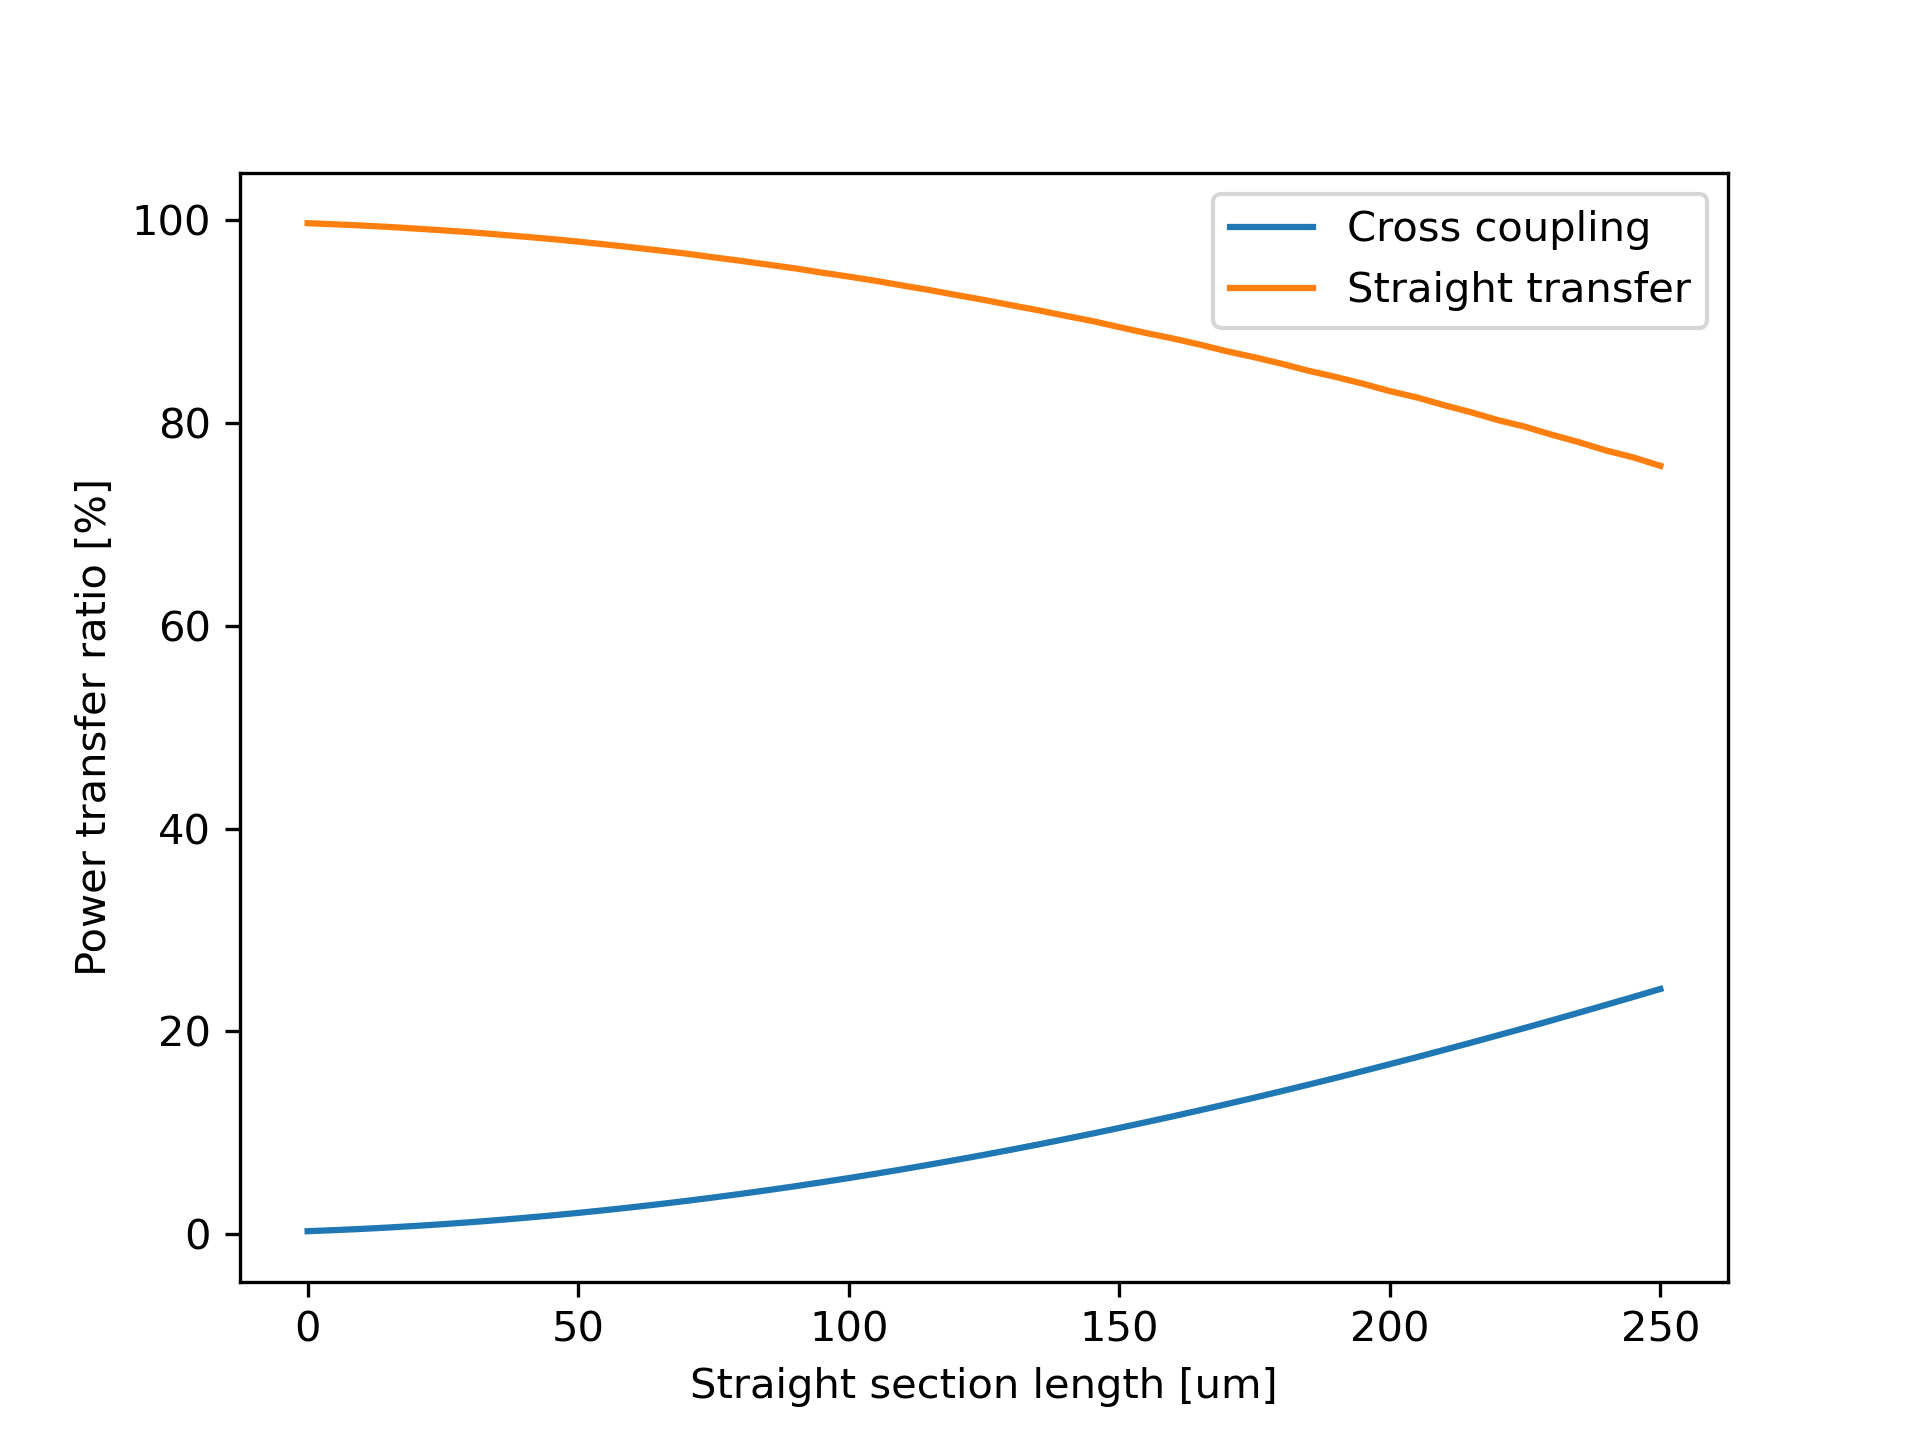 Cross coupling
Straight transfer
100
80
60
40
20
0
Power transfer ratio [%]
0 50 100 150 200 250
Straight section length [um]